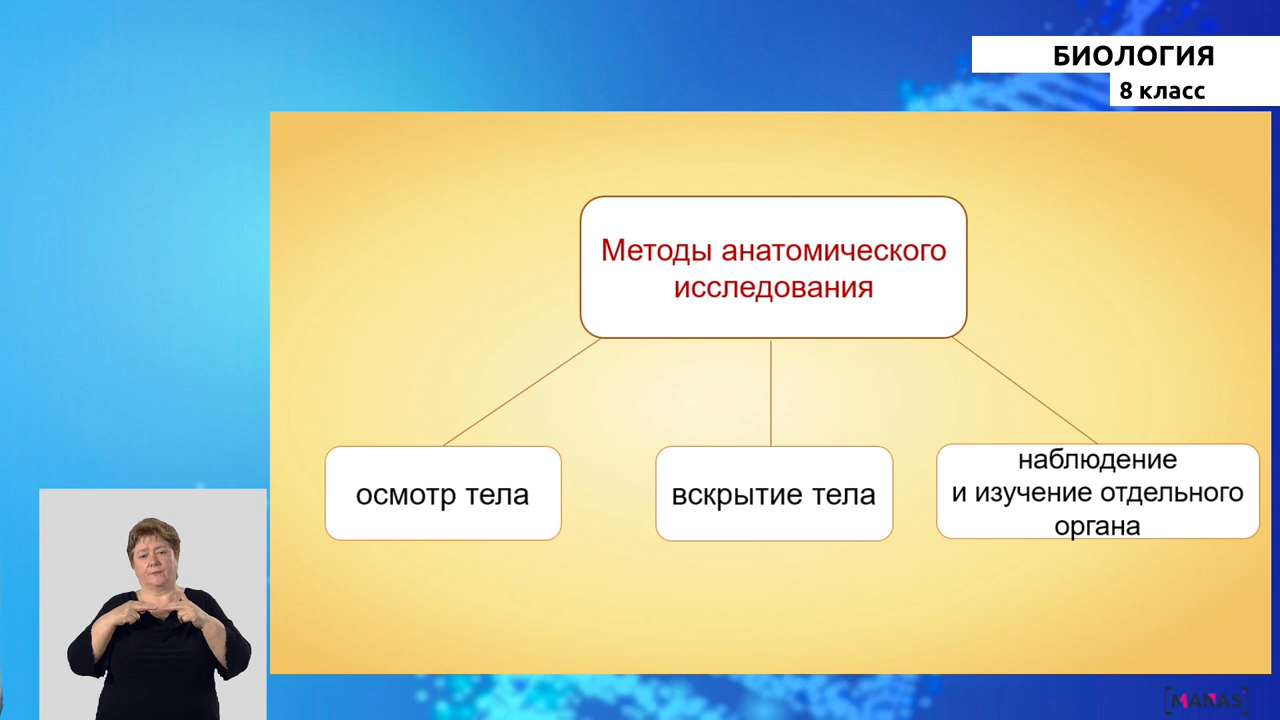 БИОЛОГИЯ
8 класс
Методы анатомического
исследования
осмотр тела
вскрытие тела
наблюдение
и изучение отдельного
органа
MANAS